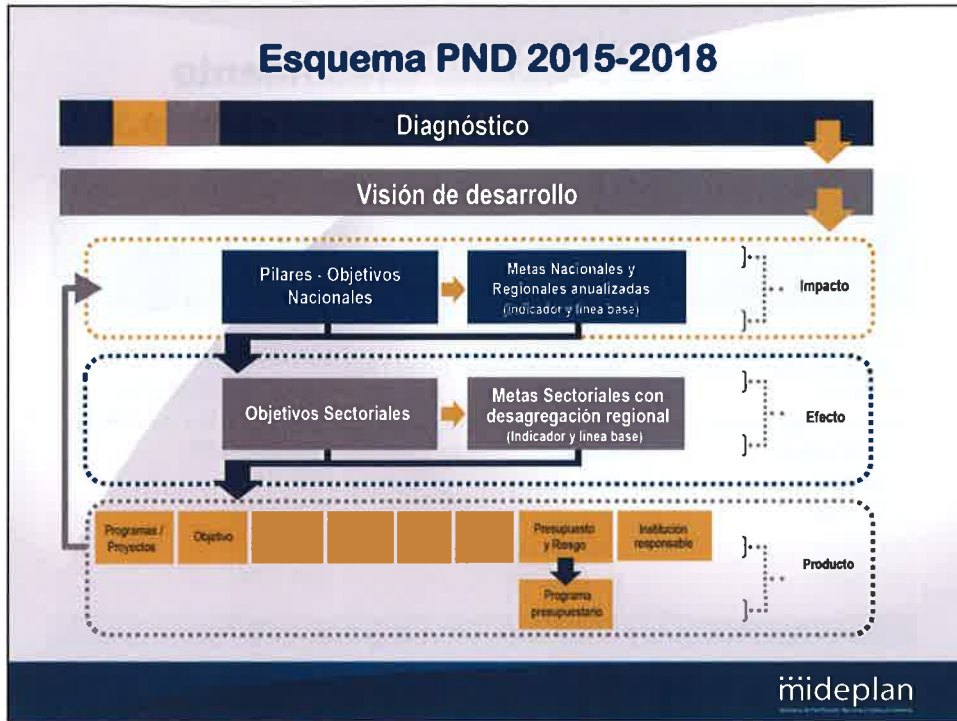 Esquema PND 2015-2018
Diagnóstico
Visión de desarrollo
Pilares - Objetivos
Nacionales
Metas Nacionales y
Regionales anualizadas
(Indicador y línea base)
Impacto
Objetivos Sectoriales
Metas Sectoriales con
desagregación regional
(Indicador y línea base)
Efecto
Programas /
Proyectos
Objetivo
Presupuesto
y Riesgo
Institución
responsable
Programa
presupuestario
Producto
mideplan